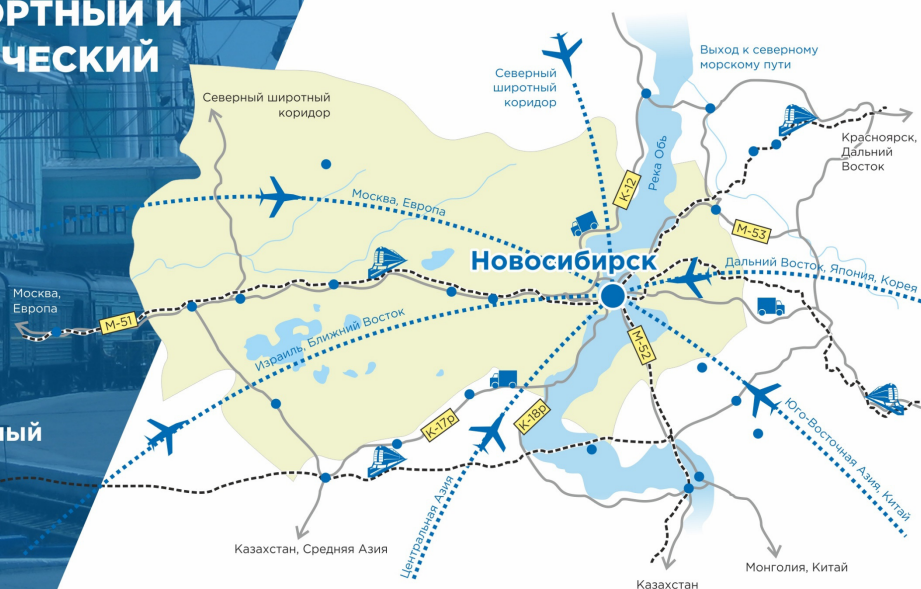 ОРТНЫЙ И
ЧЕСКИЙ
Северный широтный
коридор
Северный
широтный
коридор
Выход к северному
морскому пути
Красноярск,
Дальний
Восток
Река Обь
К-12
М-53
Москва, Европа
Новосибирск
Дальний Восток, Япония, Корея
Москва,
Европа
М-51
Израиль, Ближний Восток
М-52
К-17р
К-18р
ный
Юго-Восточная Азия, Китай
Центральная Азия
Казахстан, Средняя Азия
Монголия, Китай
Казахстан